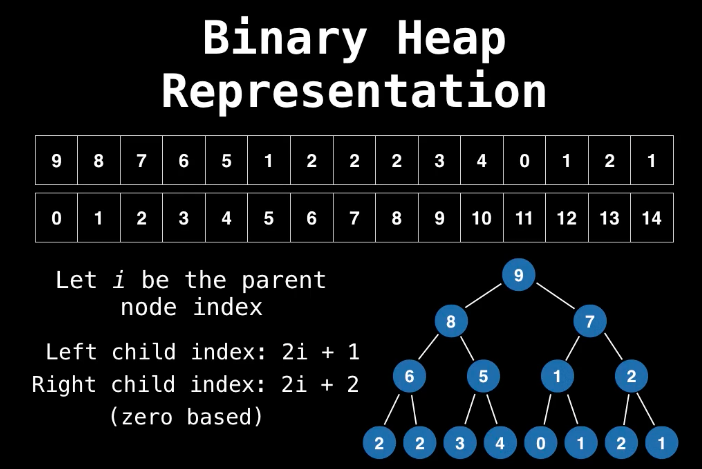 Binary Heap
Representation
9 8 7 6 5 1 2 2 2 3 4 0 1 2 1
0 1 2 3 4 5 6 7 8 9 10 11 12 13 14
Let i be the parent
node index
Left child index: 2i + 1
Right child index: 2i + 2
(zero based)
9
8 7
6 5 1 2
2 2 3 4 0 1 2 1